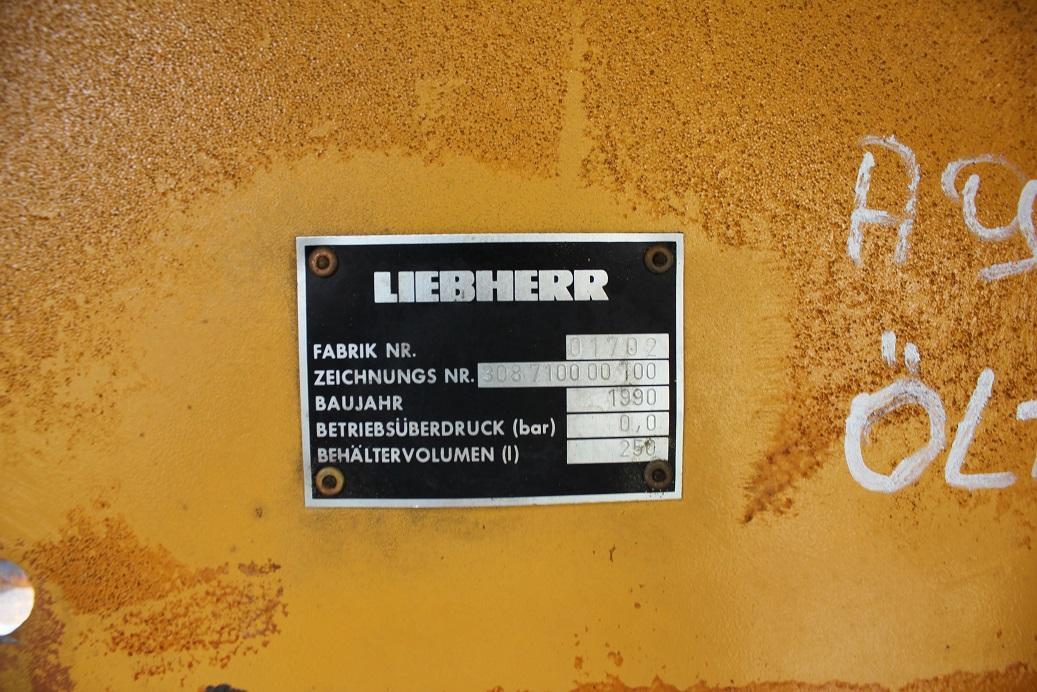 LIEBHERR
FABRIK NR. 01702
ZEICHNUNGS NR. 308 7100 00 100
BAUJAHR 1990
BETRIEBSÜBERDRUCK (bar) 0,0
BEHÄLTERVOLUMEN (l) 250